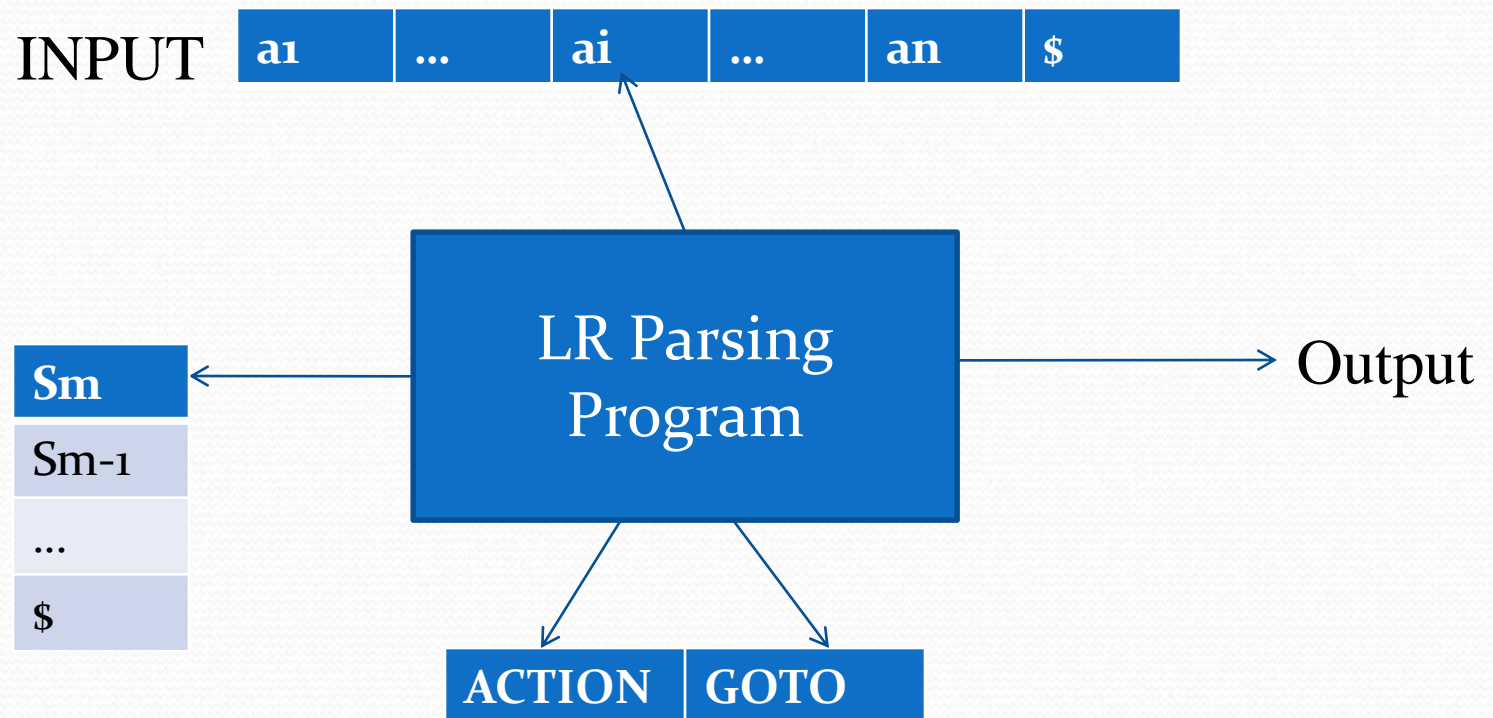 INPUT a1 ... ai ... an $
LR Parsing
Program
Output
Sm
Sm-1
...
$
ACTION GOTO